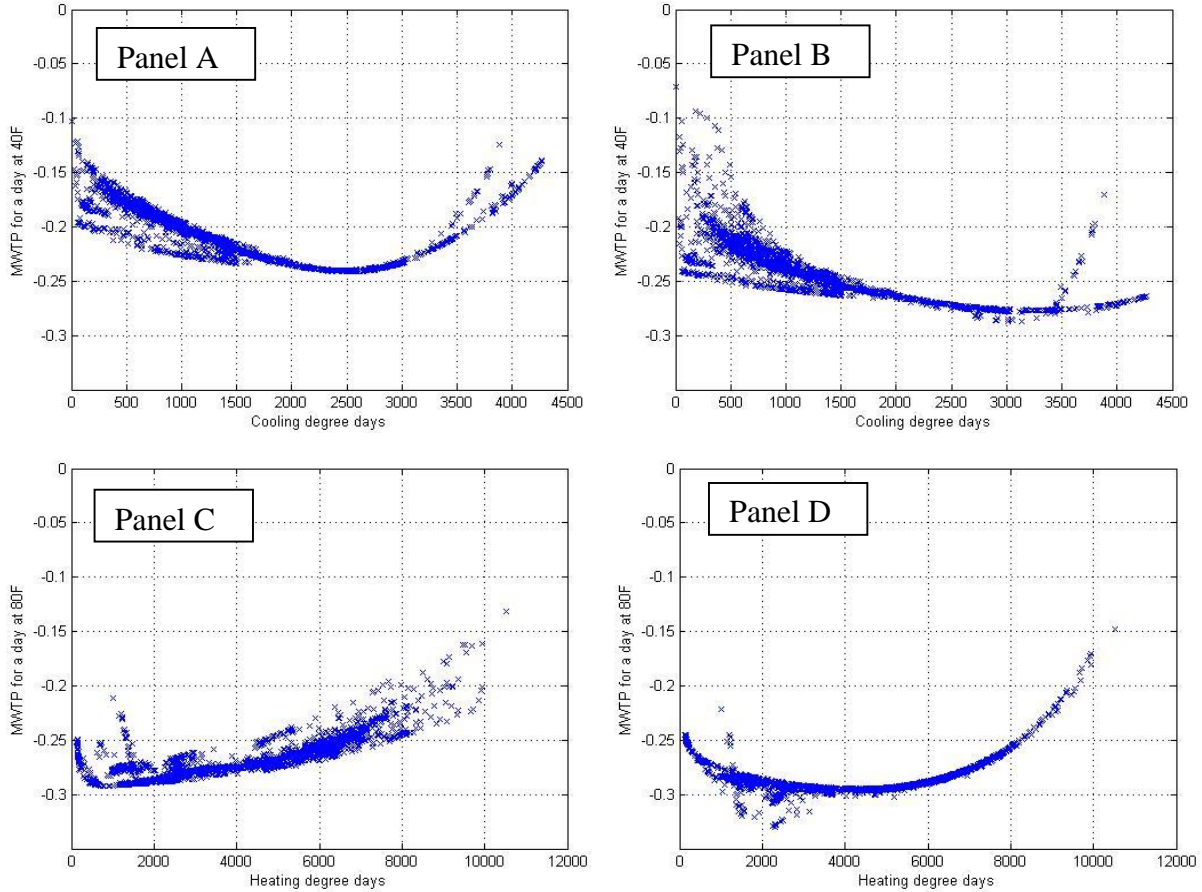 Panel A
0
-0.05
-0.1
-0.15
-0.2
-0.25
-0.3
MWTP for a day at 40F
0 500 1000 1500 2000 2500 3000 3500 4000 4500
Cooling degree days
Panel B
0
-0.05
-0.1
-0.15
-0.2
-0.25
-0.3
MWTP for a day at 40F
0 500 1000 1500 2000 2500 3000 3500 4000 4500
Cooling degree days
Panel C
0
-0.05
-0.1
-0.15
-0.2
-0.25
-0.3
MWTP for a day at 80F
0 2000 4000 6000 8000 10000 12000
Heating degree days
Panel D
0
-0.05
-0.1
-0.15
-0.2
-0.25
-0.3
MWTP for a day at 80F
0 2000 4000 6000 8000 10000 12000
Heating degree days